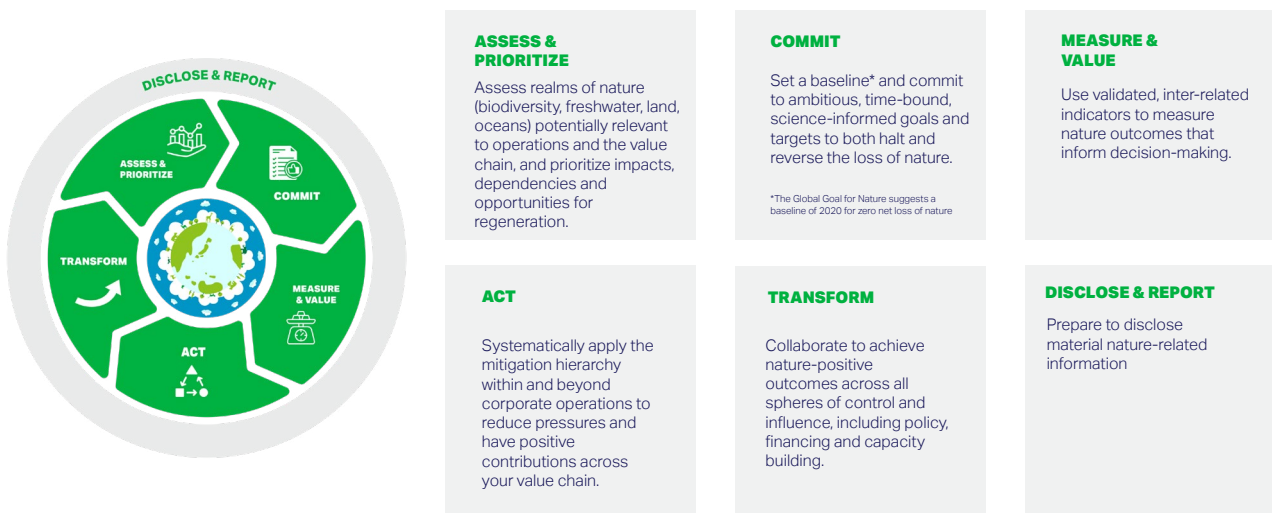 DISCLOSE & REPORT
ASSESS &
PRIORITIZE
COMMIT
TRANSFORM
MEASURE
& VALUE
ACT
ASSESS &
PRIORITIZE
Assess realms of nature
(biodiversity, freshwater, land,
oceans) potentially relevant
to operations and the value
chain, and prioritize impacts,
dependencies and
opportunities for
regeneration.
COMMIT
Set a baseline* and commit
to ambitious, time-bound,
science-informed goals and
targets to both halt and
reverse the loss of nature.
*The Global Goal for Nature suggests a
baseline of 2020 for zero net loss of nature
MEASURE &
VALUE
Use validated, inter-related
indicators to measure
nature outcomes that
inform decision-making.
ACT
Systematically apply the
mitigation hierarchy
within and beyond
corporate operations to
reduce pressures and
have positive
contributions across
your value chain.
TRANSFORM
Collaborate to achieve
nature-positive
outcomes across all
spheres of control and
influence, including policy,
financing and capacity
building.
DISCLOSE & REPORT
Prepare to disclose
material nature-related
information